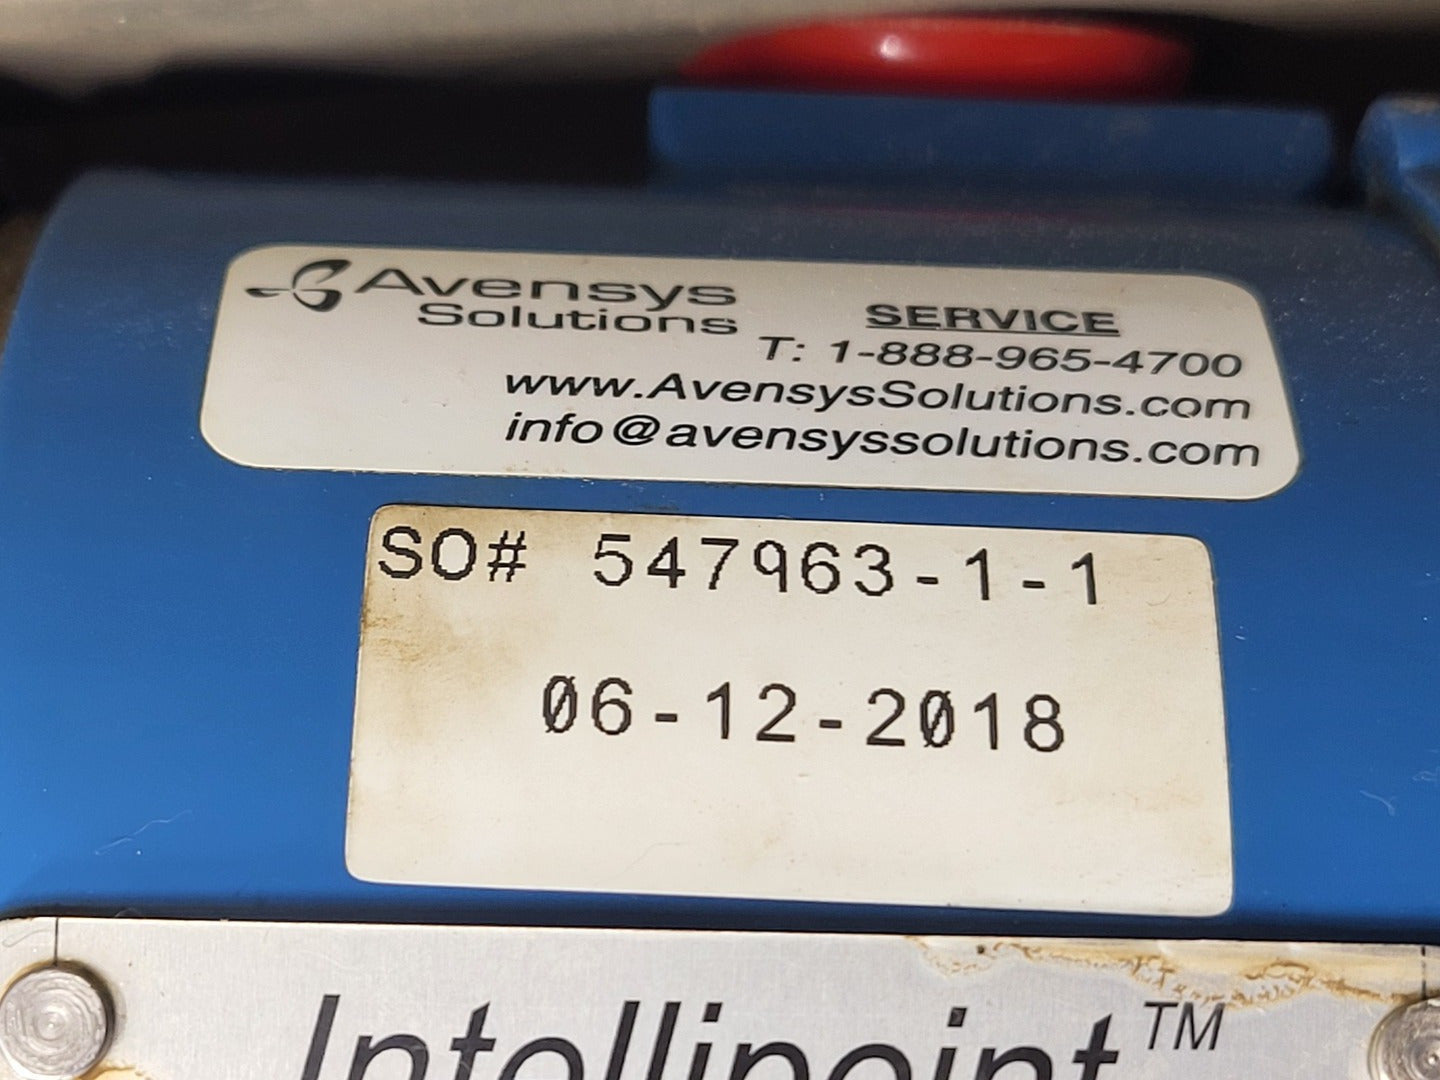 Avensys
Solutions
SERVICE
T: 1-888-965-4700
www.AvensysSolutions.com
info@avensyssolutions.com
SO# 547963-1-1
06-12-2018
Intellipoint™